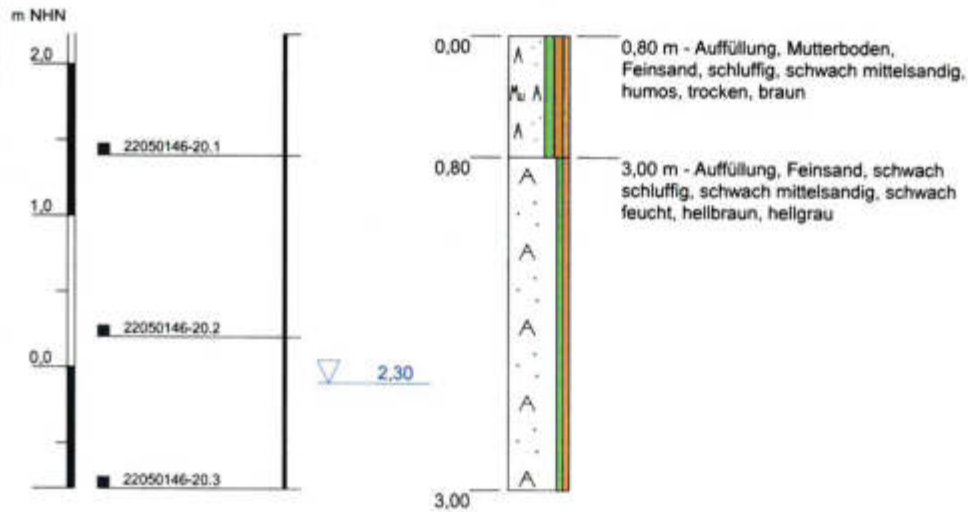 m NHN
2,0
1,0
0,0
22050146-20.1
22050146-20.2
22050146-20.3
2,30
0,00
0,80
3,00
A
Mu A
A
A
A
A
A
A
0,80 m - Auffüllung, Mutterboden,
Feinsand, schluffig, schwach mittelsandig,
humos, trocken, braun
3,00 m - Auffüllung, Feinsand, schwach
schluffig, schwach mittelsandig, schwach
feucht, hellbraun, hellgrau